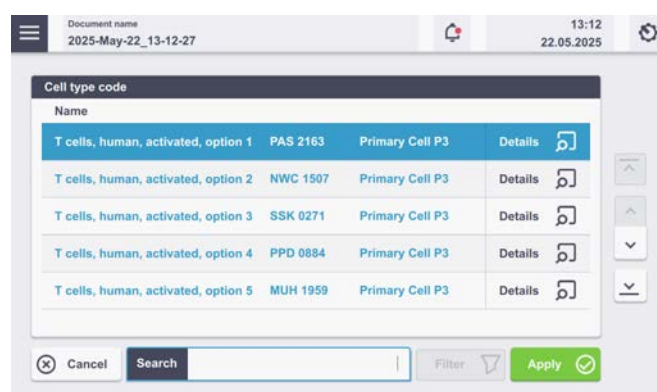 Document name
2025-May-22_13-12-27
13:12
22.05.2025
Cell type code
Name
T cells, human, activated, option 1 PAS 2163 Primary Cell P3 Details
T cells, human, activated, option 2 NWC 1507 Primary Cell P3 Details
T cells, human, activated, option 3 SSK 0271 Primary Cell P3 Details
T cells, human, activated, option 4 PPD 0884 Primary Cell P3 Details
T cells, human, activated, option 5 MUH 1959 Primary Cell P3 Details
Cancel Search Filter Apply